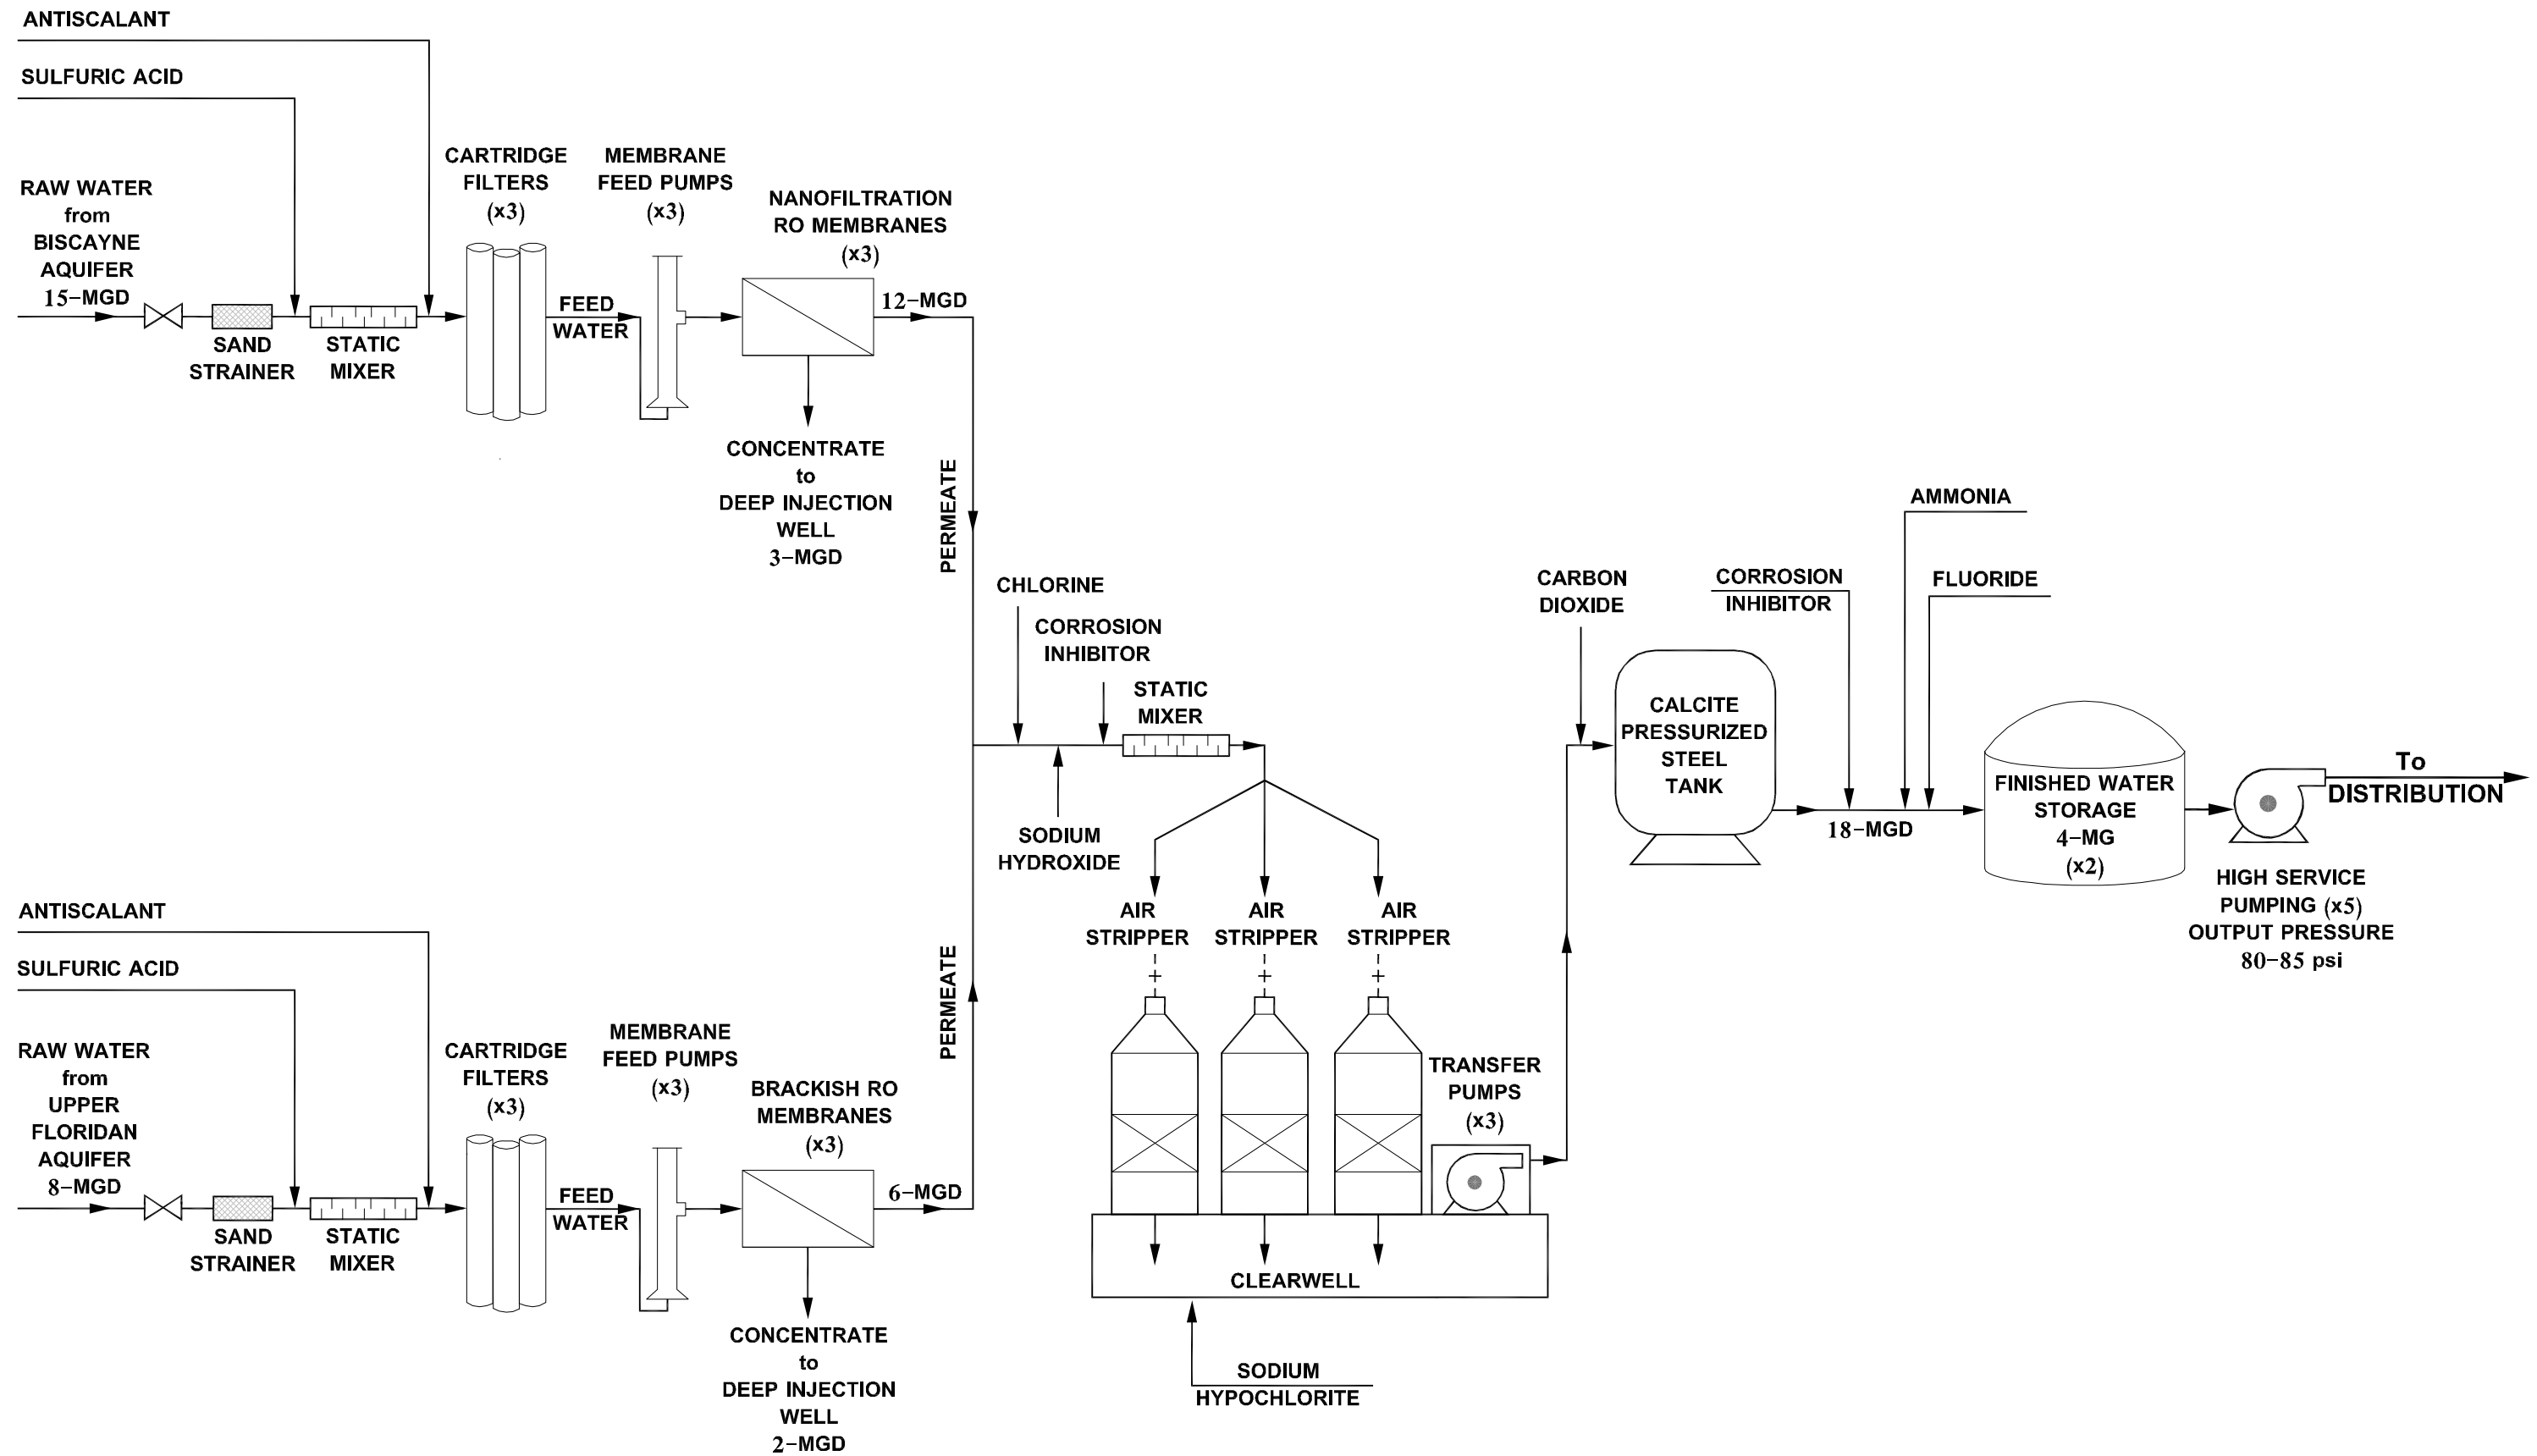 ANTISCALANT
SULFURIC ACID
RAW WATER
from
BISCAYNE
AQUIFER
15-MGD
SAND
STRAINER
STATIC
MIXER
CARTRIDGE
FILTERS
(x3)
FEED
WATER
MEMBRANE
FEED PUMPS
(x3)
NANOFILTRATION
RO MEMBRANES
(x3)
12-MGD
CONCENTRATE
to
DEEP INJECTION
WELL
3-MGD
PERMEATE
ANTISCALANT
SULFURIC ACID
RAW WATER
from
UPPER
FLORIDAN
AQUIFER
8-MGD
SAND
STRAINER
STATIC
MIXER
CARTRIDGE
FILTERS
(x3)
FEED
WATER
MEMBRANE
FEED PUMPS
(x3)
BRACKISH RO
MEMBRANES
(x3)
6-MGD
CONCENTRATE
to
DEEP INJECTION
WELL
2-MGD
PERMEATE
CHLORINE
CORROSION
INHIBITOR
STATIC
MIXER
SODIUM
HYDROXIDE
AIR
STRIPPER
AIR
STRIPPER
AIR
STRIPPER
TRANSFER
PUMPS
(x3)
CLEARWELL
SODIUM
HYPOCHLORITE
CARBON
DIOXIDE
CALCITE
PRESSURIZED
STEEL
TANK
CORROSION
INHIBITOR
AMMONIA
FLUORIDE
18-MGD
FINISHED WATER
STORAGE
4-MG
(x2)
To
DISTRIBUTION
HIGH SERVICE
PUMPING (x5)
OUTPUT PRESSURE
80-85 psi